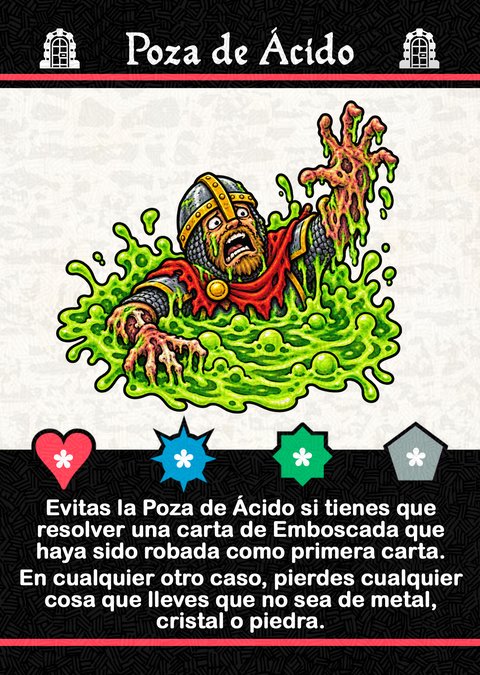 Poza de Ácido
* * * *
Evitas la Poza de Ácido si tienes que
resolver una carta de Emboscada que
haya sido robada como primera carta.
En cualquier otro caso, pierdes cualquier
cosa que lleves que no sea de metal,
cristal o piedra.